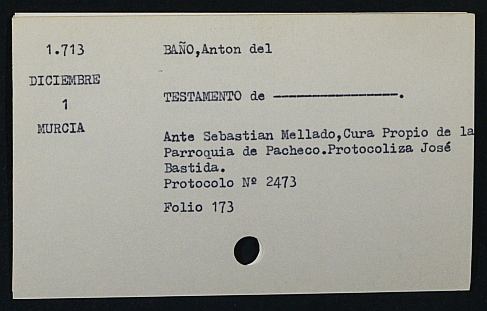 1.713
DICIEMBRE
1
MURCIA
BAÑO,Anton del
TESTAMENTO de ―――――――――――――――.
Ante Sebastian Mellado,Cura Propio de la
Parroquia de Pacheco.Protocoliza José
Bastida.
Protocolo Nº 2473
Folio 173